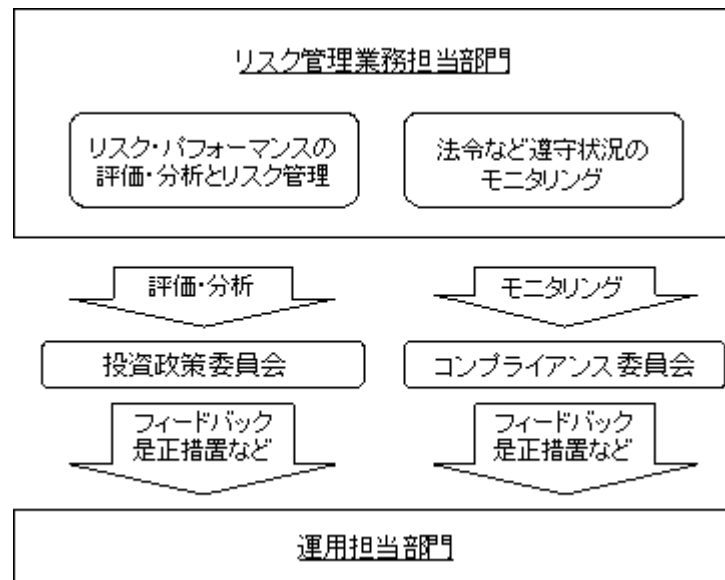 リスク管理業務担当部門
リスク・パフォーマンスの
評価・分析とリスク管理
法令など遵守状況の
モニタリング
評価・分析
モニタリング
投資政策委員会
コンプライアンス委員会
フィードバック
是正措置など
フィードバック
是正措置など
運用担当部門